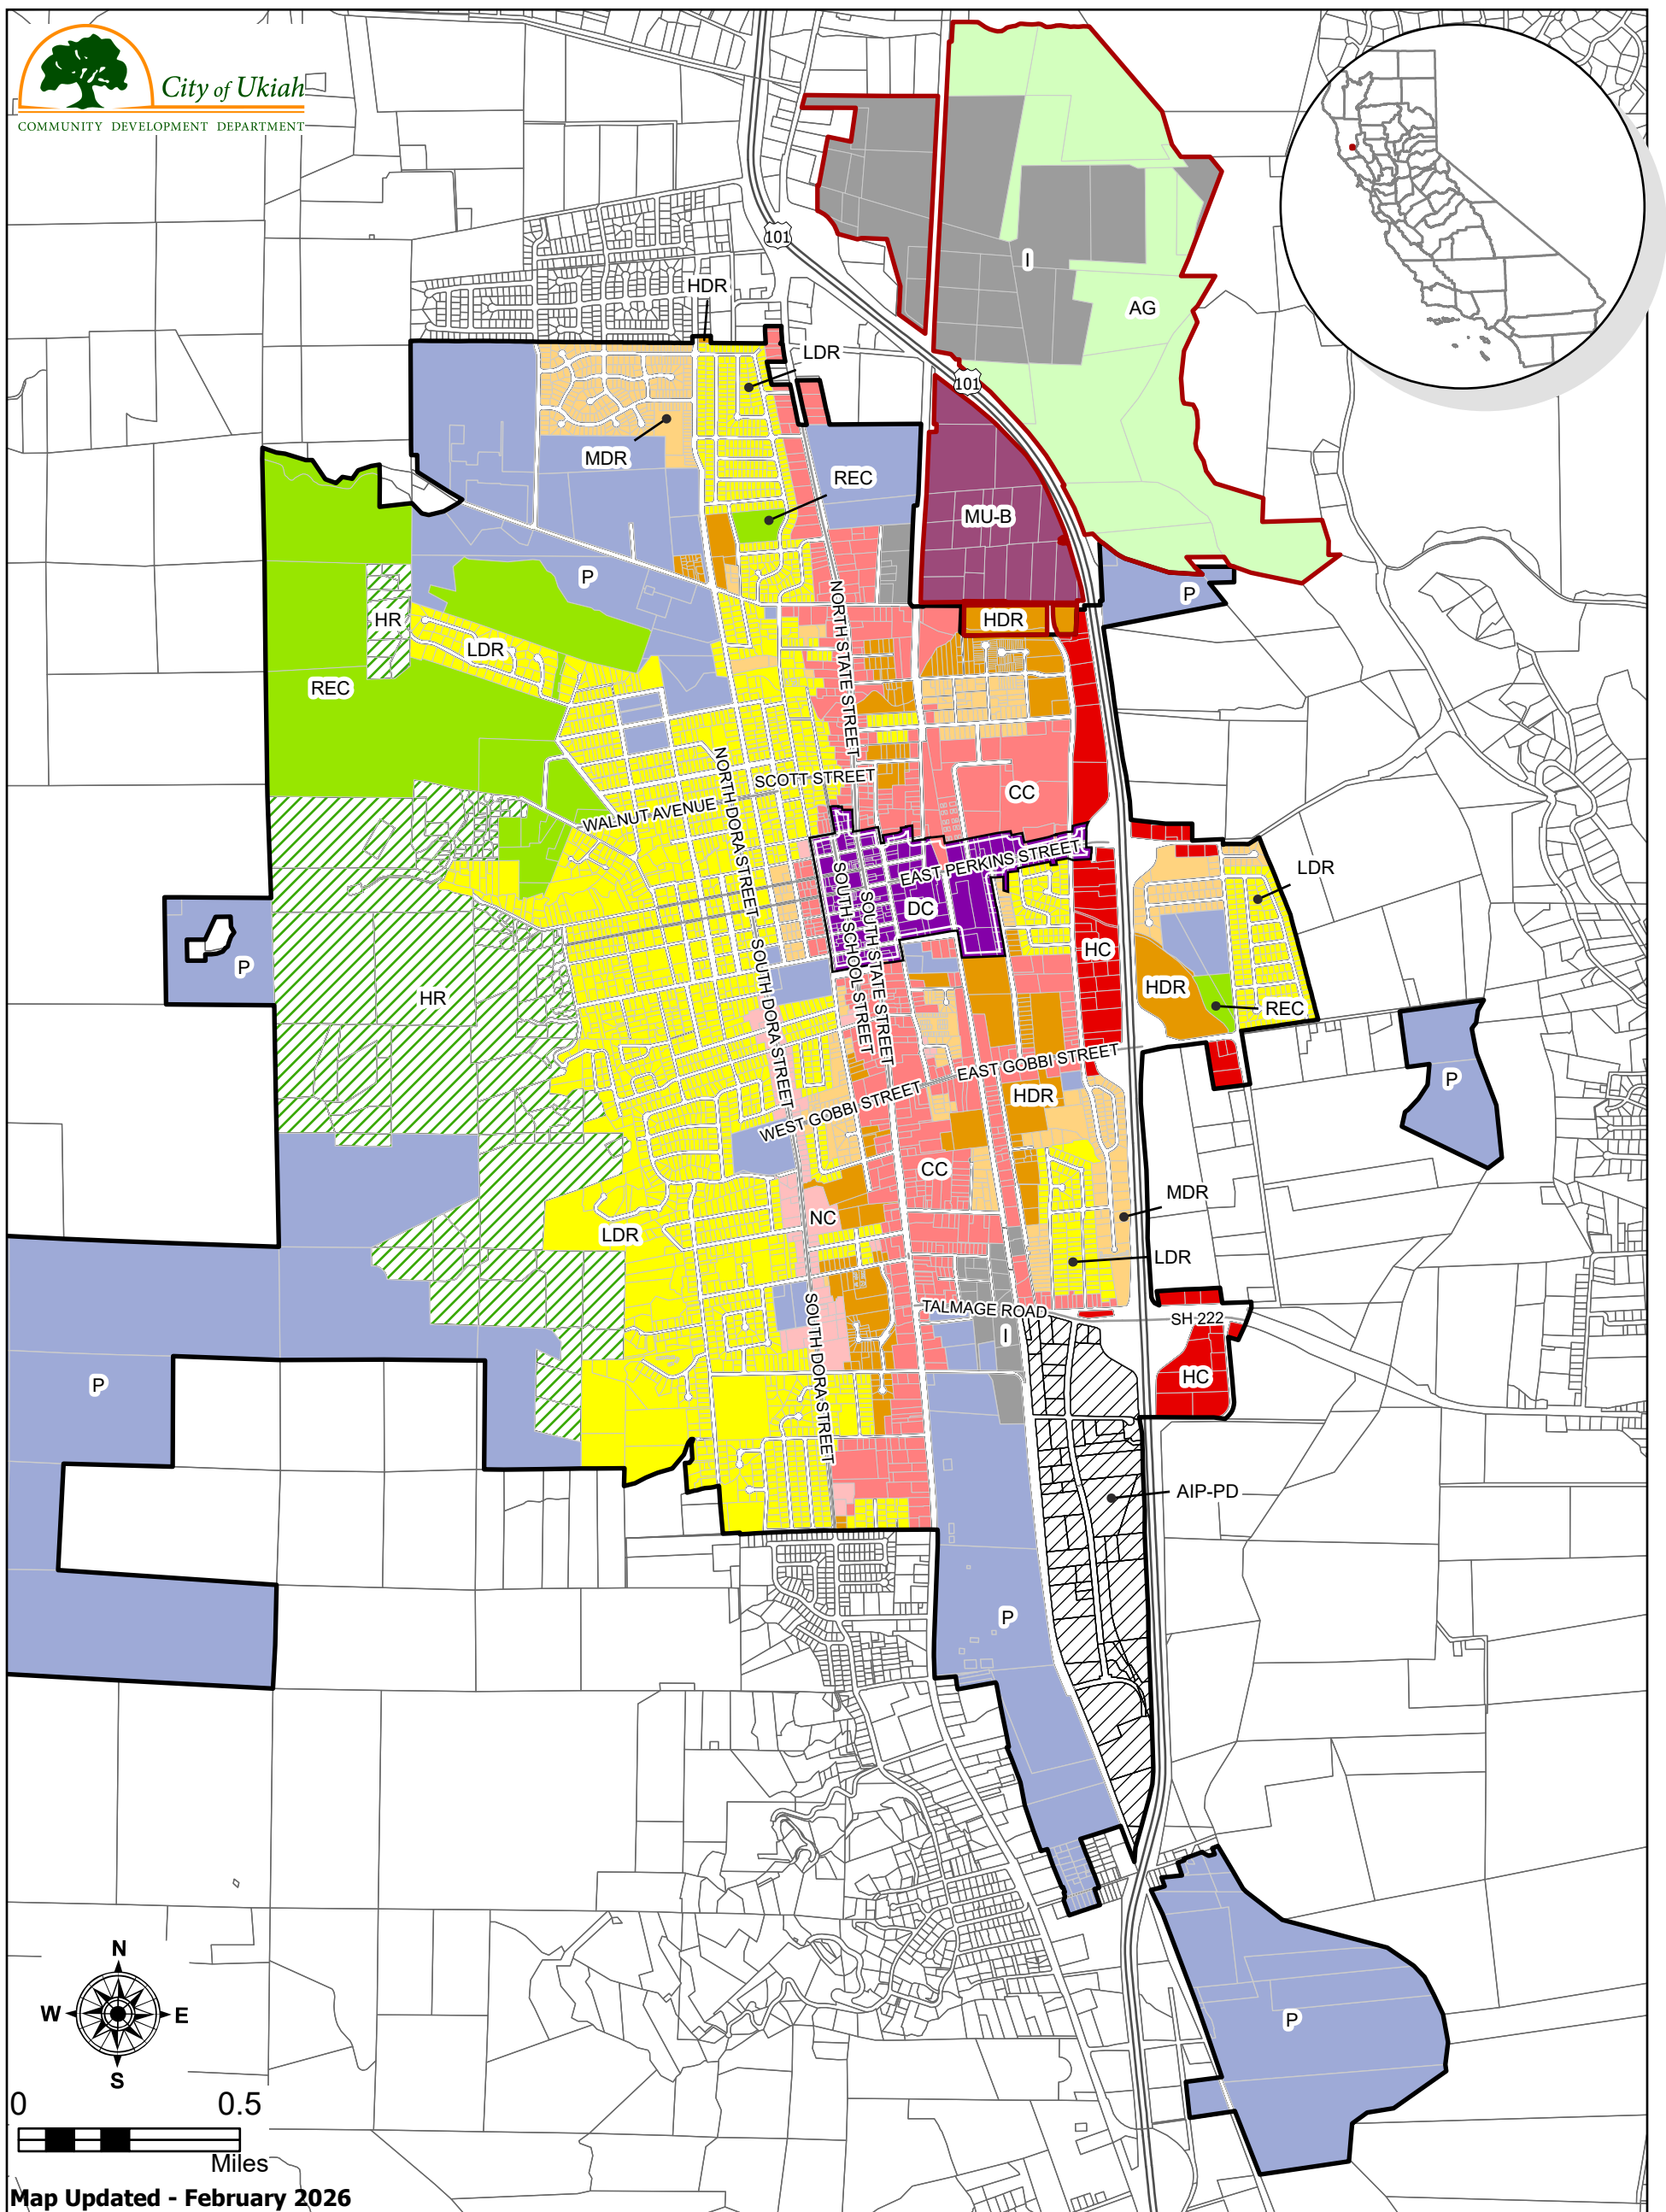 City of Ukiah
COMMUNITY DEVELOPMENT DEPARTMENT
101
I
HDR
AG
LDR
101
MDR
REC
MU-B
P
P
HR
HDR
LDR
REC
NORTH STATE STREET
SCOTT STREET
CC
WALNUT AVENUE
NORTH DORA STREET
EAST PERKINS STREET
LDR
DC
SOUTH SCHOOL STREET
SOUTH STATE STREET
HC
P
HR
SOUTH DORA STREET
HDR
REC
EAST GOBBI STREET
P
HDR
WEST GOBBI STREET
CC
MDR
NC
LDR
LDR
TALMAGE ROAD
SH 222
I
SOUTH DORA STREET
HC
P
AIP-PD
P
N
W
E
S
P
0
0.5
Miles
Map Updated - February 2026